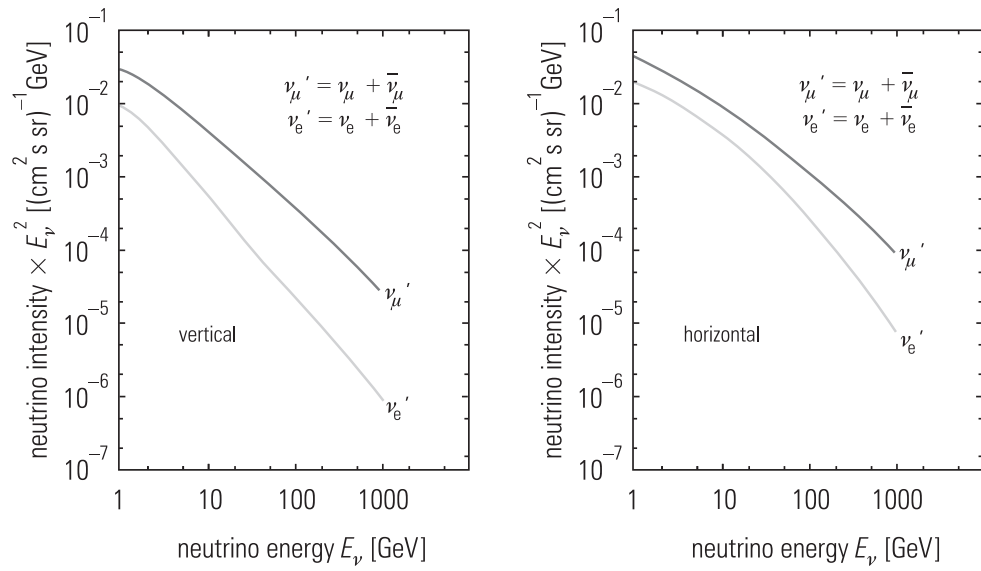 neutrino intensity × E_ν^2 [(cm^2 s sr)^−1 GeV]
10^−1
10^−2
10^−3
10^−4
10^−5
10^−6
10^−7
ν_μ′ = ν_μ + ν̅_μ
ν_e′ = ν_e + ν̅_e
ν_μ′
vertical
ν_e′
1 10 100 1000
neutrino energy E_ν [GeV]
neutrino intensity × E_ν^2 [(cm^2 s sr)^−1 GeV]
10^−1
10^−2
10^−3
10^−4
10^−5
10^−6
10^−7
ν_μ′ = ν_μ + ν̅_μ
ν_e′ = ν_e + ν̅_e
ν_μ′
horizontal
ν_e′
1 10 100 1000
neutrino energy E_ν [GeV]